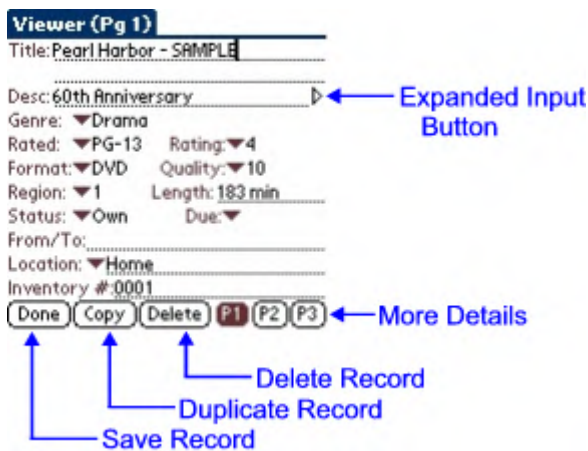 Viewer (Pg 1)
Title: Pearl Harbor - SAMPLE
Desc: 60th Anniversary
Expanded Input
Button
Genre: Drama
Rated: PG-13 Rating: 4
Format: DVD Quality: 10
Region: 1 Length: 183 min
Status: Own Due:
From/To:
Location: Home
Inventory #: 0001
Done Copy Delete P1 P2 P3 More Details
Delete Record
Duplicate Record
Save Record